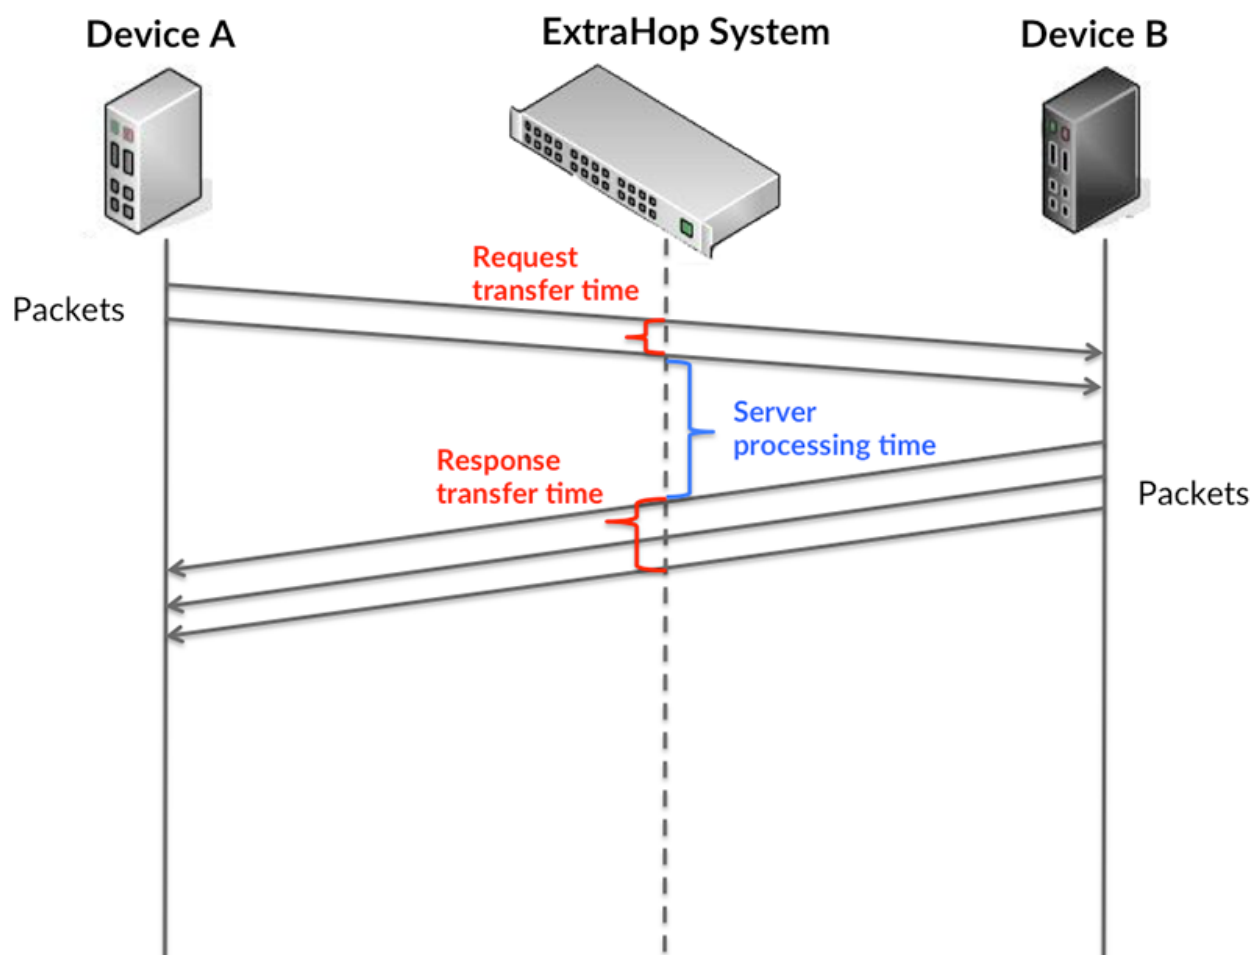 Device A
ExtraHop System
Device B
Request
transfer time
Packets
Server
processing time
Response
transfer time
Packets